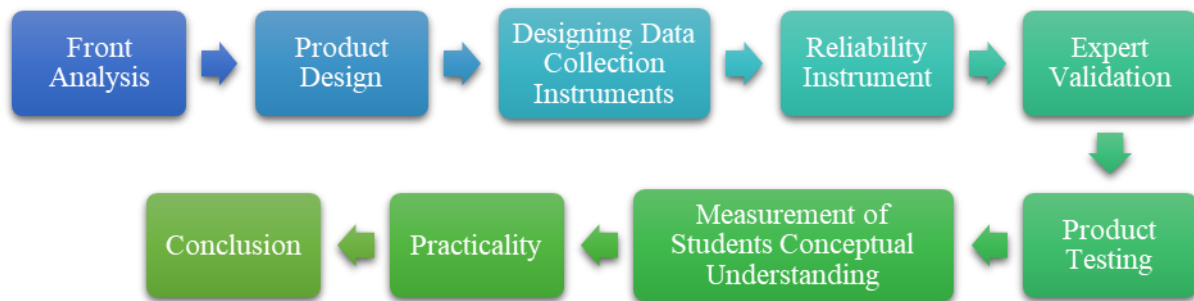 Front
Analysis
Product
Design
Designing Data
Collection
Instruments
Reliability
Instrument
Expert
Validation
Product
Testing
Measurement of
Students Conceptual
Understanding
Practicality
Conclusion